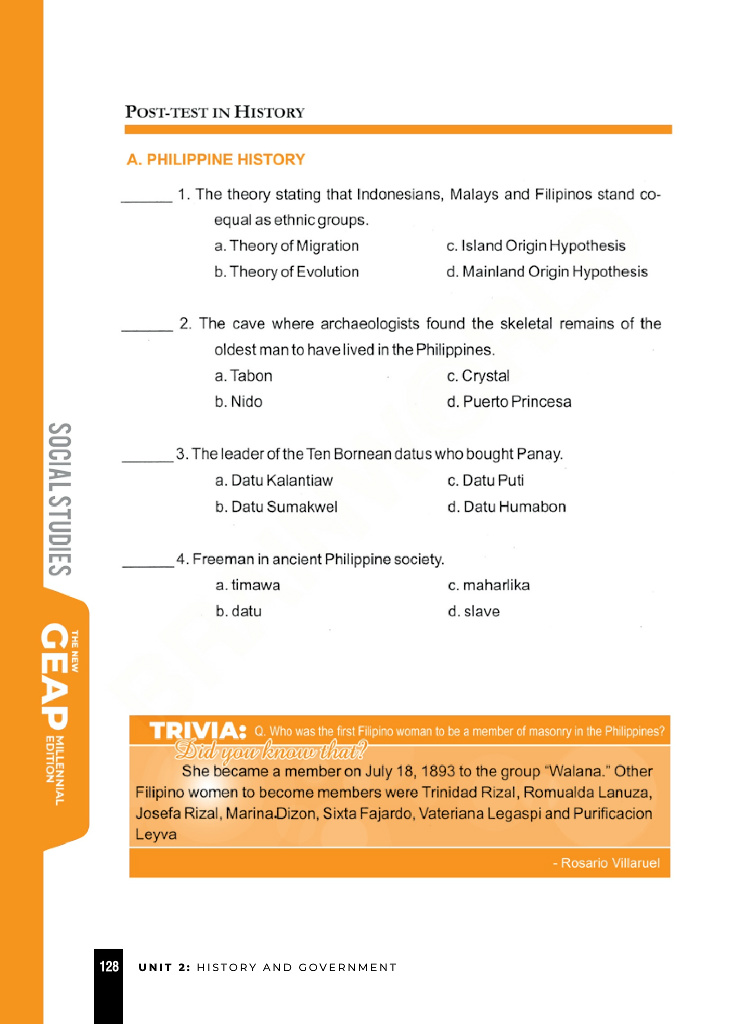 POST-TEST IN HISTORY
A. PHILIPPINE HISTORY
______ 1. The theory stating that Indonesians, Malays and Filipinos stand co-
equal as ethnic groups.
a. Theory of Migration c. Island Origin Hypothesis
b. Theory of Evolution d. Mainland Origin Hypothesis
______ 2. The cave where archaeologists found the skeletal remains of the
oldest man to have lived in the Philippines.
a. Tabon c. Crystal
b. Nido d. Puerto Princesa
______ 3. The leader of the Ten Bornean datus who bought Panay.
a. Datu Kalantiaw c. Datu Puti
b. Datu Sumakwel d. Datu Humabon
______ 4. Freeman in ancient Philippine society.
a. timawa c. maharlika
b. datu d. slave
SOCIAL STUDIES
THE NEW
GEAP
MILLENNIAL
EDITION
TRIVIA: Q. Who was the first Filipino woman to be a member of masonry in the Philippines?
Did you know that?
She became a member on July 18, 1893 to the group "Walana." Other
Filipino women to become members were Trinidad Rizal, Romualda Lanuza,
Josefa Rizal, Marina Dizon, Sixta Fajardo, Vateriana Legaspi and Purificacion
Leyva
- Rosario Villaruel
128 UNIT 2: HISTORY AND GOVERNMENT